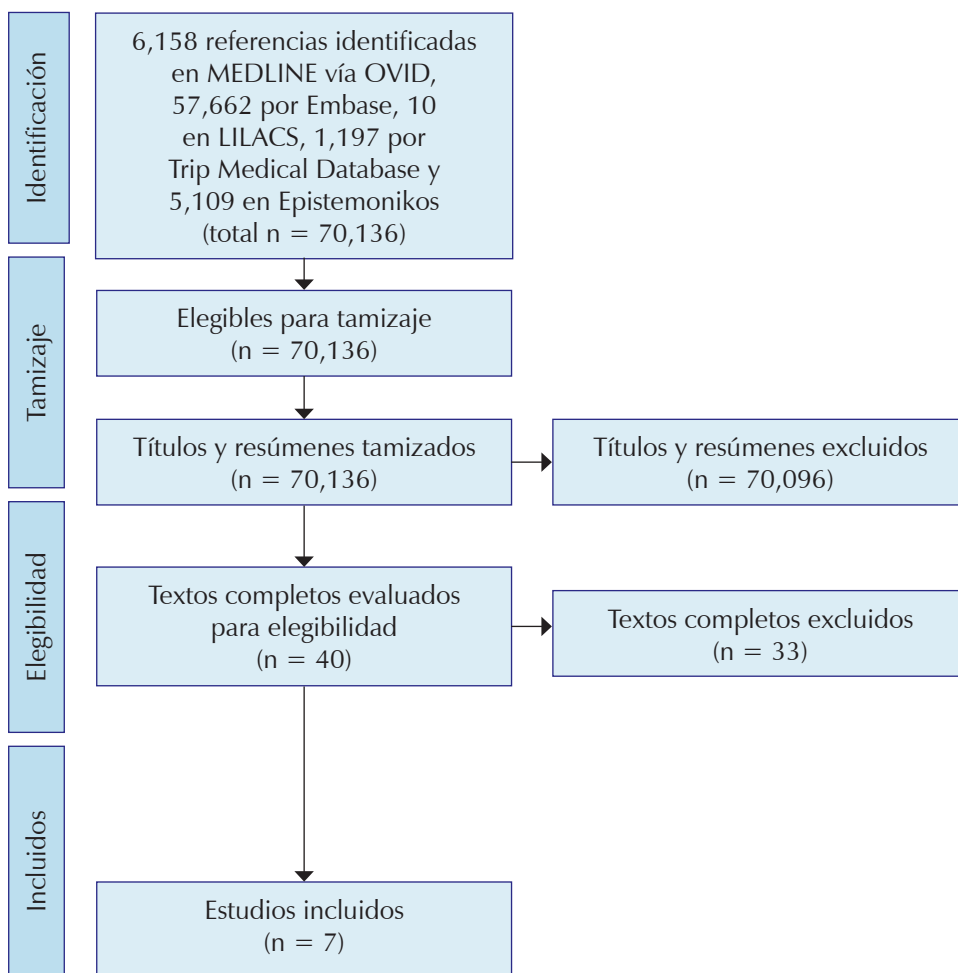 Identificación
6,158 referencias identificadas
en MEDLINE vía OVID,
57,662 por Embase, 10
en LILACS, 1,197 por
Trip Medical Database y
5,109 en Epistemonikos
(total n = 70,136)
Tamizaje
Elegibles para tamizaje
(n = 70,136)
Títulos y resúmenes tamizados
(n = 70,136)
Títulos y resúmenes excluidos
(n = 70,096)
Elegibilidad
Textos completos evaluados
para elegibilidad
(n = 40)
Textos completos excluidos
(n = 33)
Incluidos
Estudios incluidos
(n = 7)